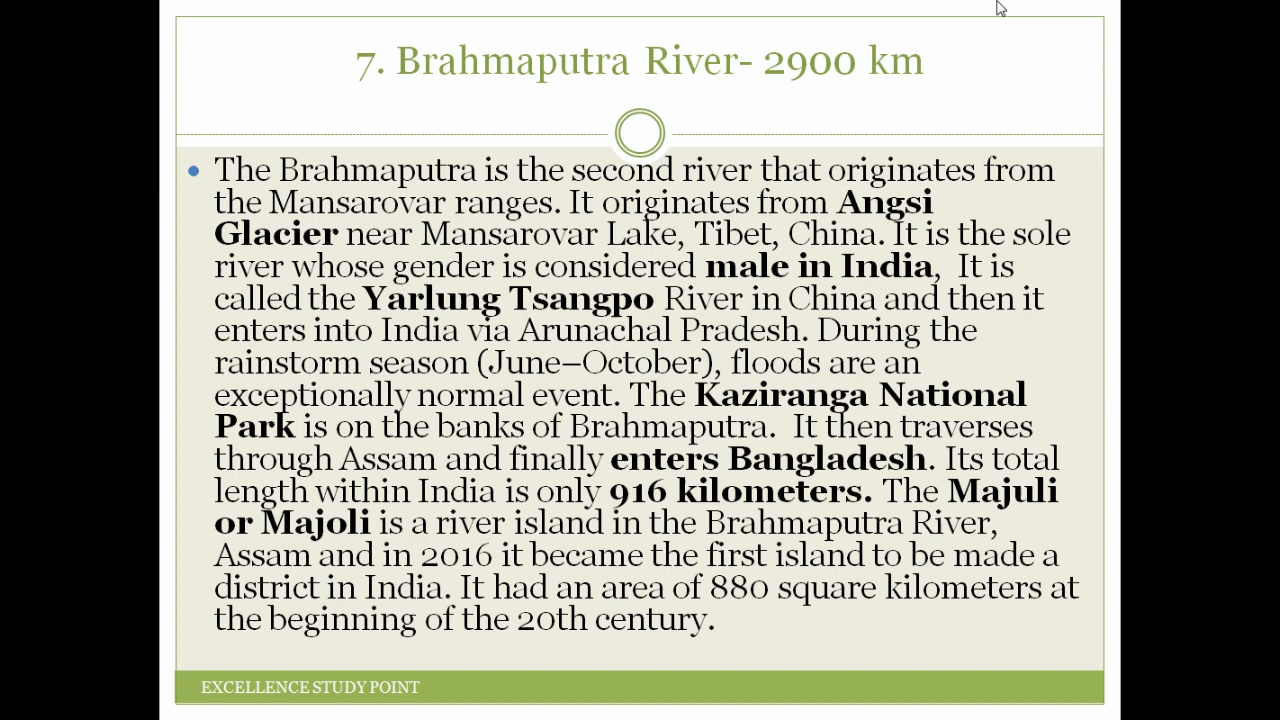 7. Brahmaputra River- 2900 km
• The Brahmaputra is the second river that originates from
the Mansarovar ranges. It originates from Angsi
Glacier near Mansarovar Lake, Tibet, China. It is the sole
river whose gender is considered male in India,  It is
called the Yarlung Tsangpo River in China and then it
enters into India via Arunachal Pradesh. During the
rainstorm season (June–October), floods are an
exceptionally normal event. The Kaziranga National
Park is on the banks of Brahmaputra.  It then traverses
through Assam and finally enters Bangladesh. Its total
length within India is only 916 kilometers. The Majuli
or Majoli is a river island in the Brahmaputra River,
Assam and in 2016 it became the first island to be made a
district in India. It had an area of 880 square kilometers at
the beginning of the 20th century.
EXCELLENCE STUDY POINT